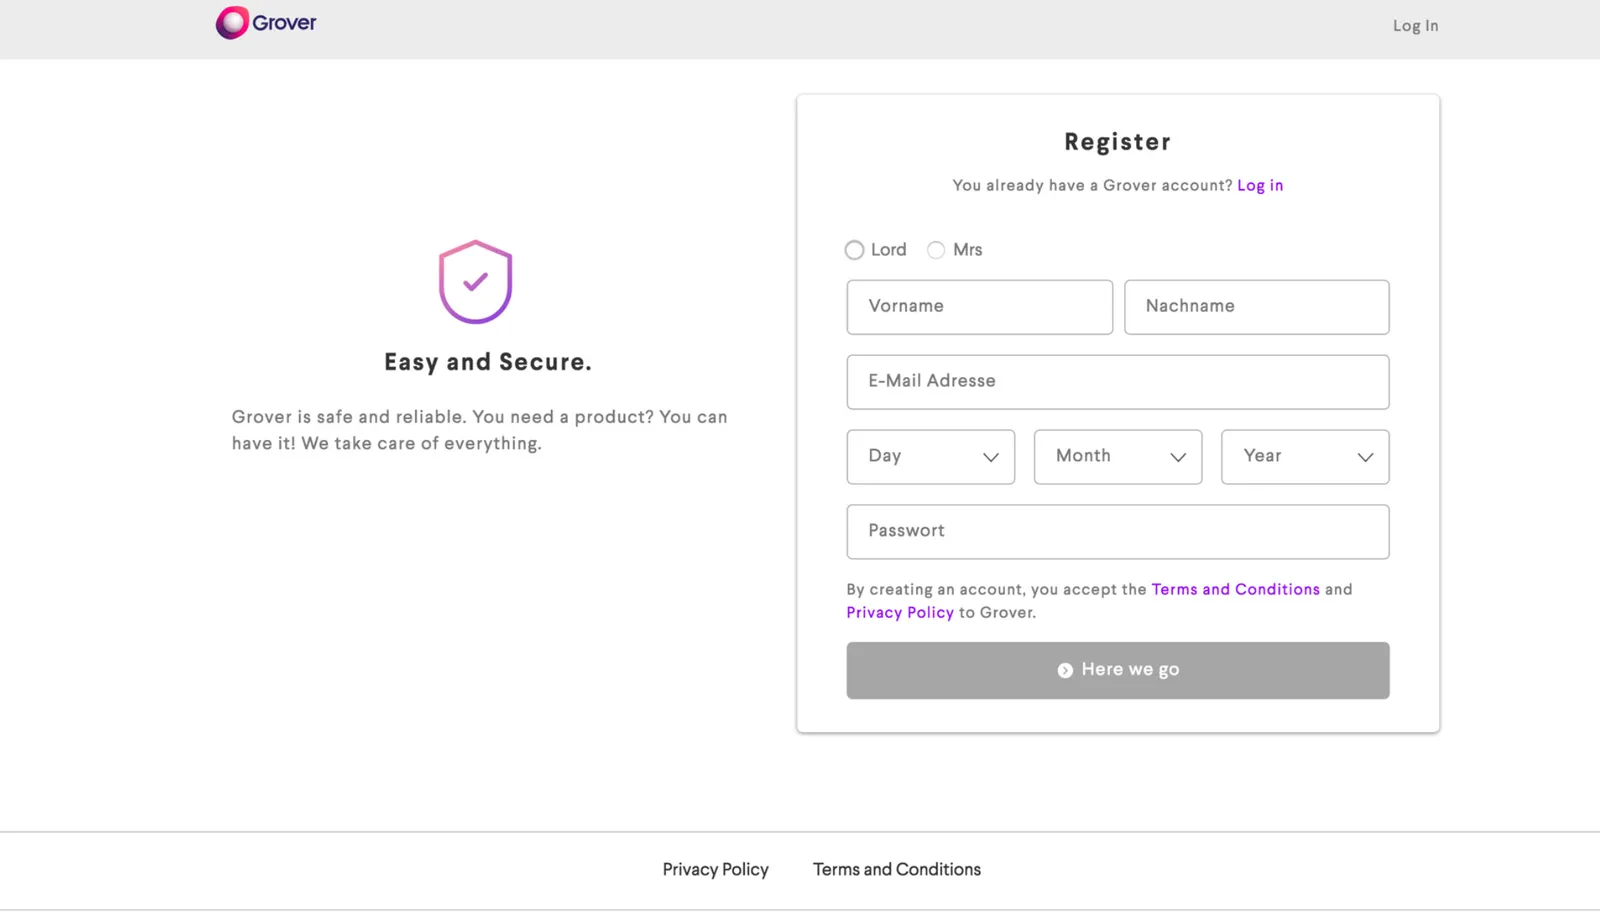 Grover
Log In
Register
You already have a Grover account? Log in
Lord Mrs
Vorname Nachname
E-Mail Adresse
Day Month Year
Passwort
By creating an account, you accept the Terms and Conditions and
Privacy Policy to Grover.
Here we go
Easy and Secure.
Grover is safe and reliable. You need a product? You can
have it! We take care of everything.
Privacy Policy Terms and Conditions